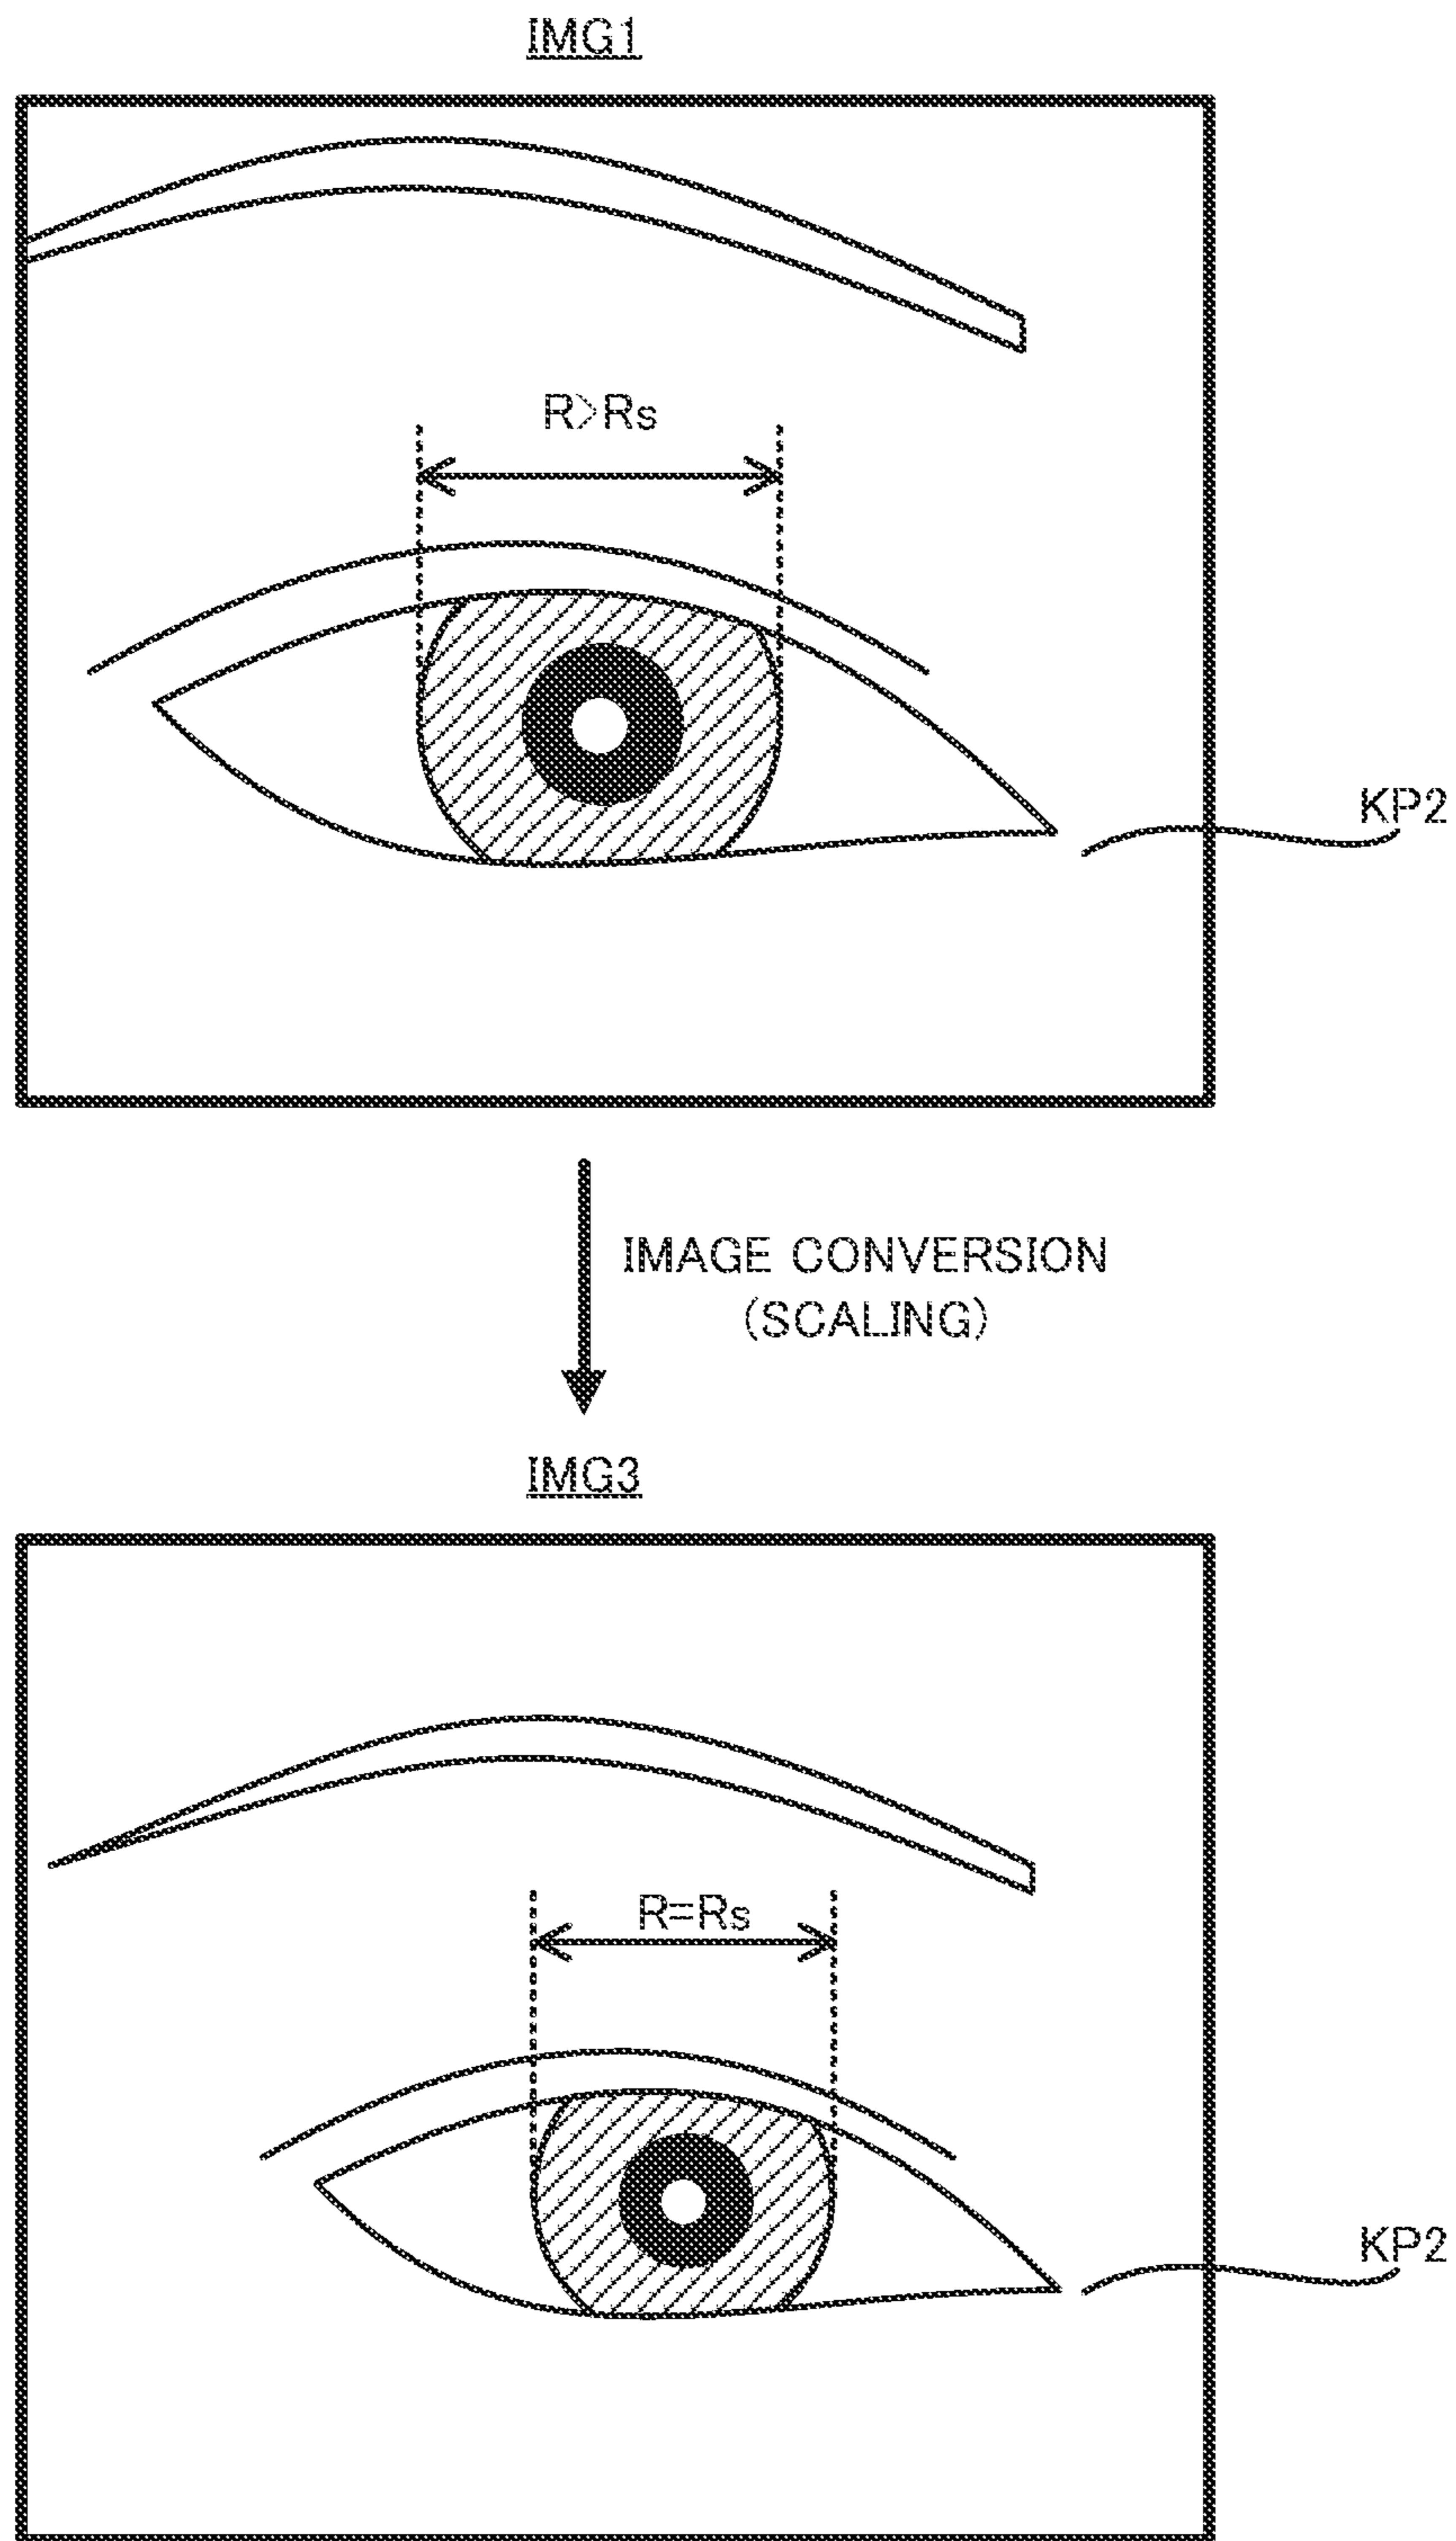 IMG1
R>Rs
KP2
IMAGE CONVERSION
(SCALING)
IMG3
R=Rs
KP2